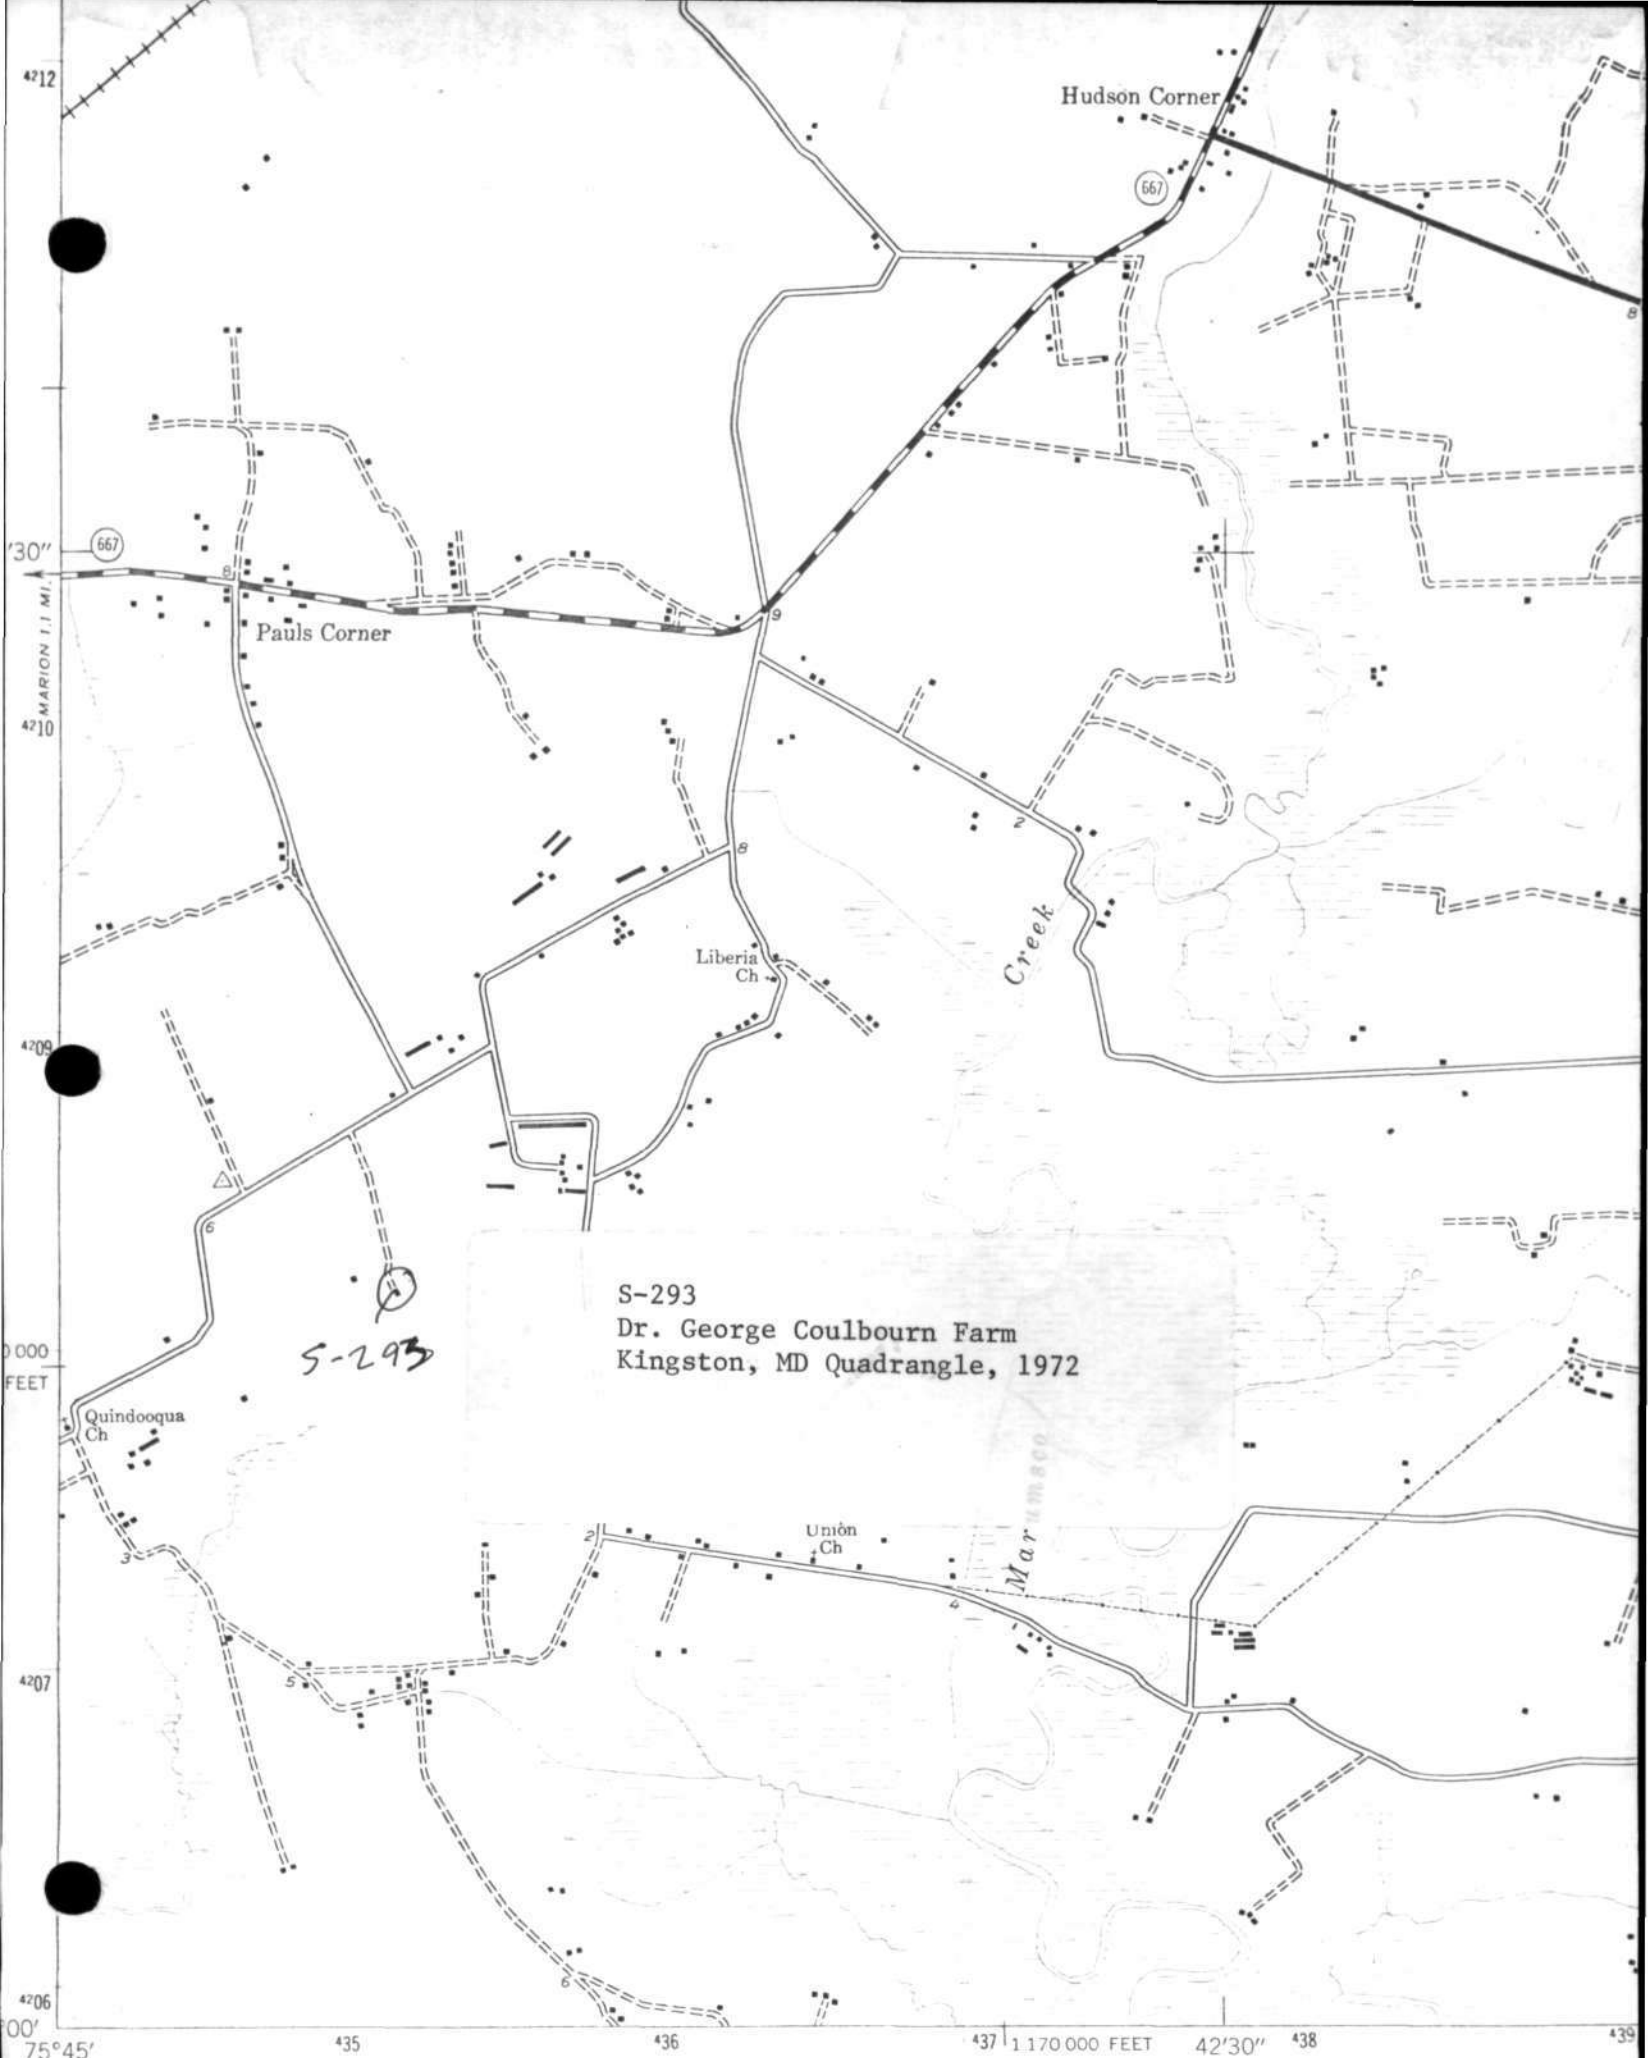 4212
Hudson Corner
667
8
'30"
667
8
Pauls Corner
9
MARION 1.1 MI.
4210
2
8
Liberia
Ch
Creek
4209
6
S-293
Dr. George Coulbourn Farm
Kingston, MD Quadrangle, 1972
S-293
0 000
FEET
Quindooqua
Ch
Marumsco
3
2
Union
Ch
4
5
4207
6
4206
00'
75°45'
435
436
437
1 170 000 FEET
42'30"
438
439